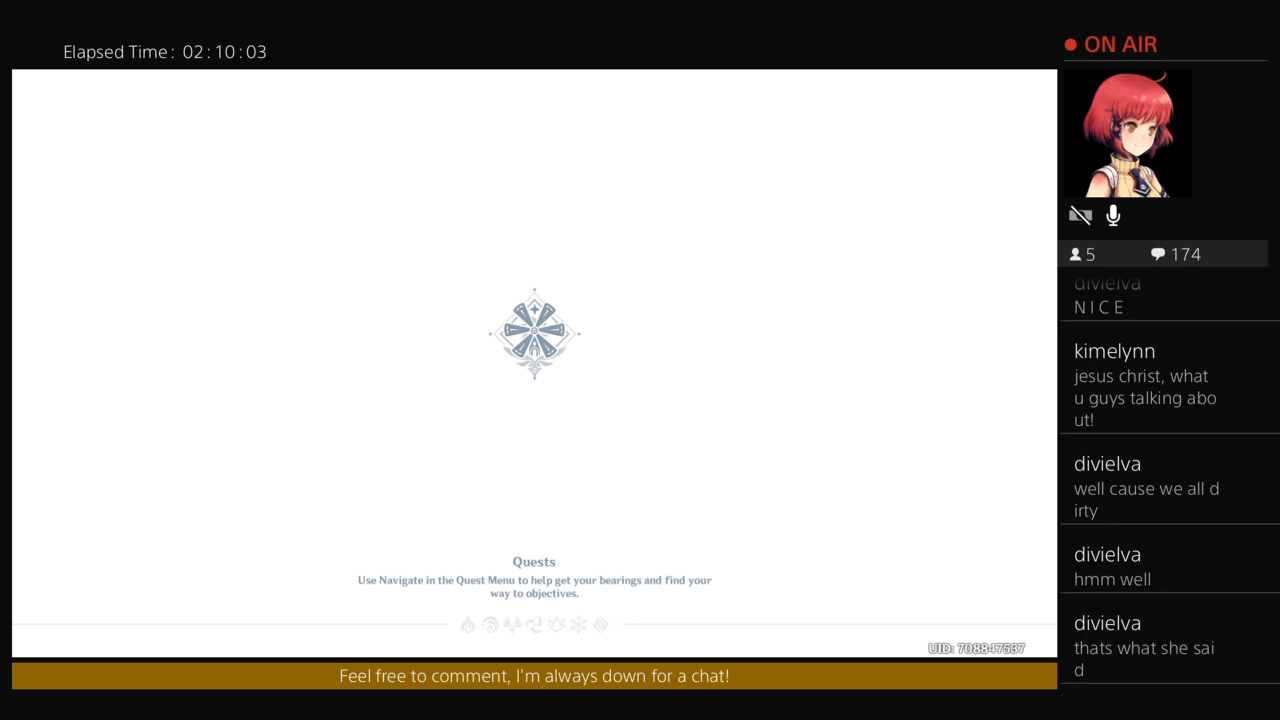 Elapsed Time: 02:10:03
ON AIR
5
174
divielva
NICE
kimelynn
jesus christ, what
u guys talking abo
ut!
divielva
well cause we all d
irty
divielva
hmm well
divielva
thats what she sai
d
Quests
Use Navigate in the Quest Menu to help get your bearings and find your
way to objectives.
UID: 708847537
Feel free to comment, I'm always down for a chat!